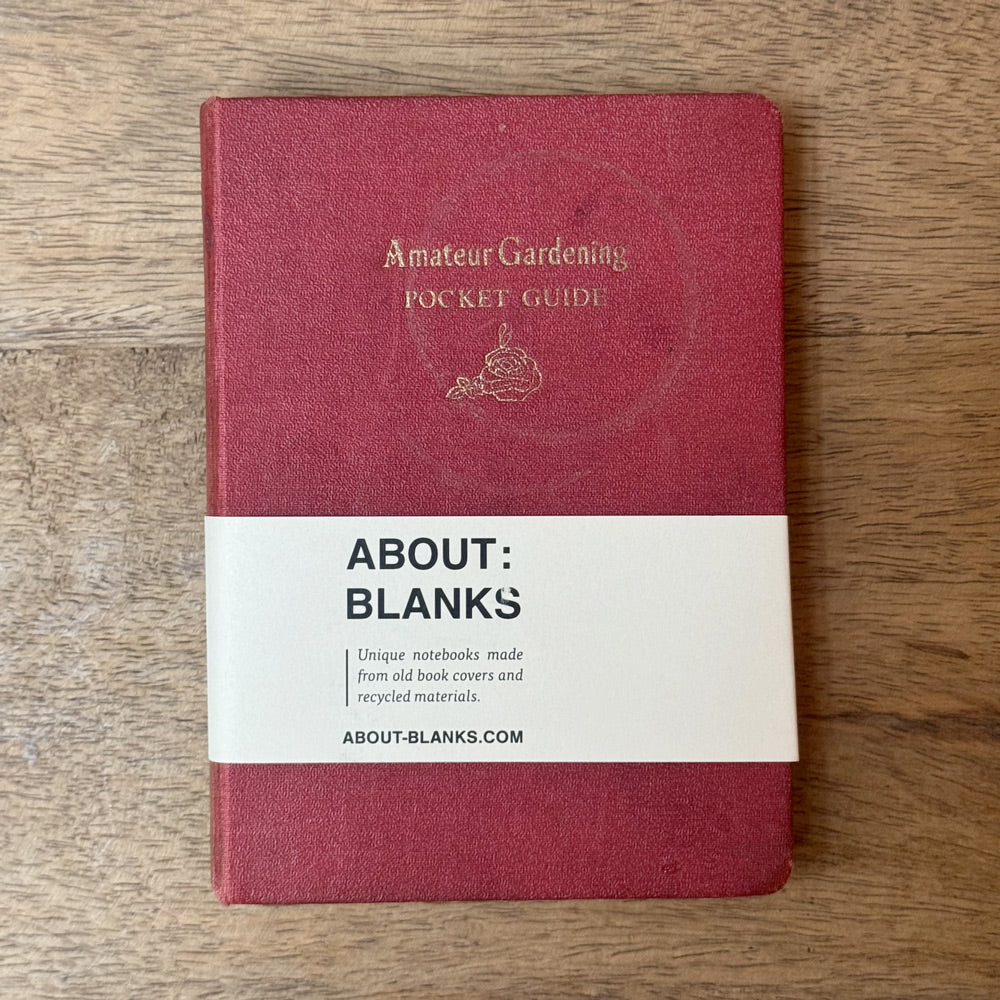 Amateur Gardening
POCKET GUIDE
ABOUT:
BLANKS
Unique notebooks made
from old book covers and
recycled materials.
ABOUT-BLANKS.COM